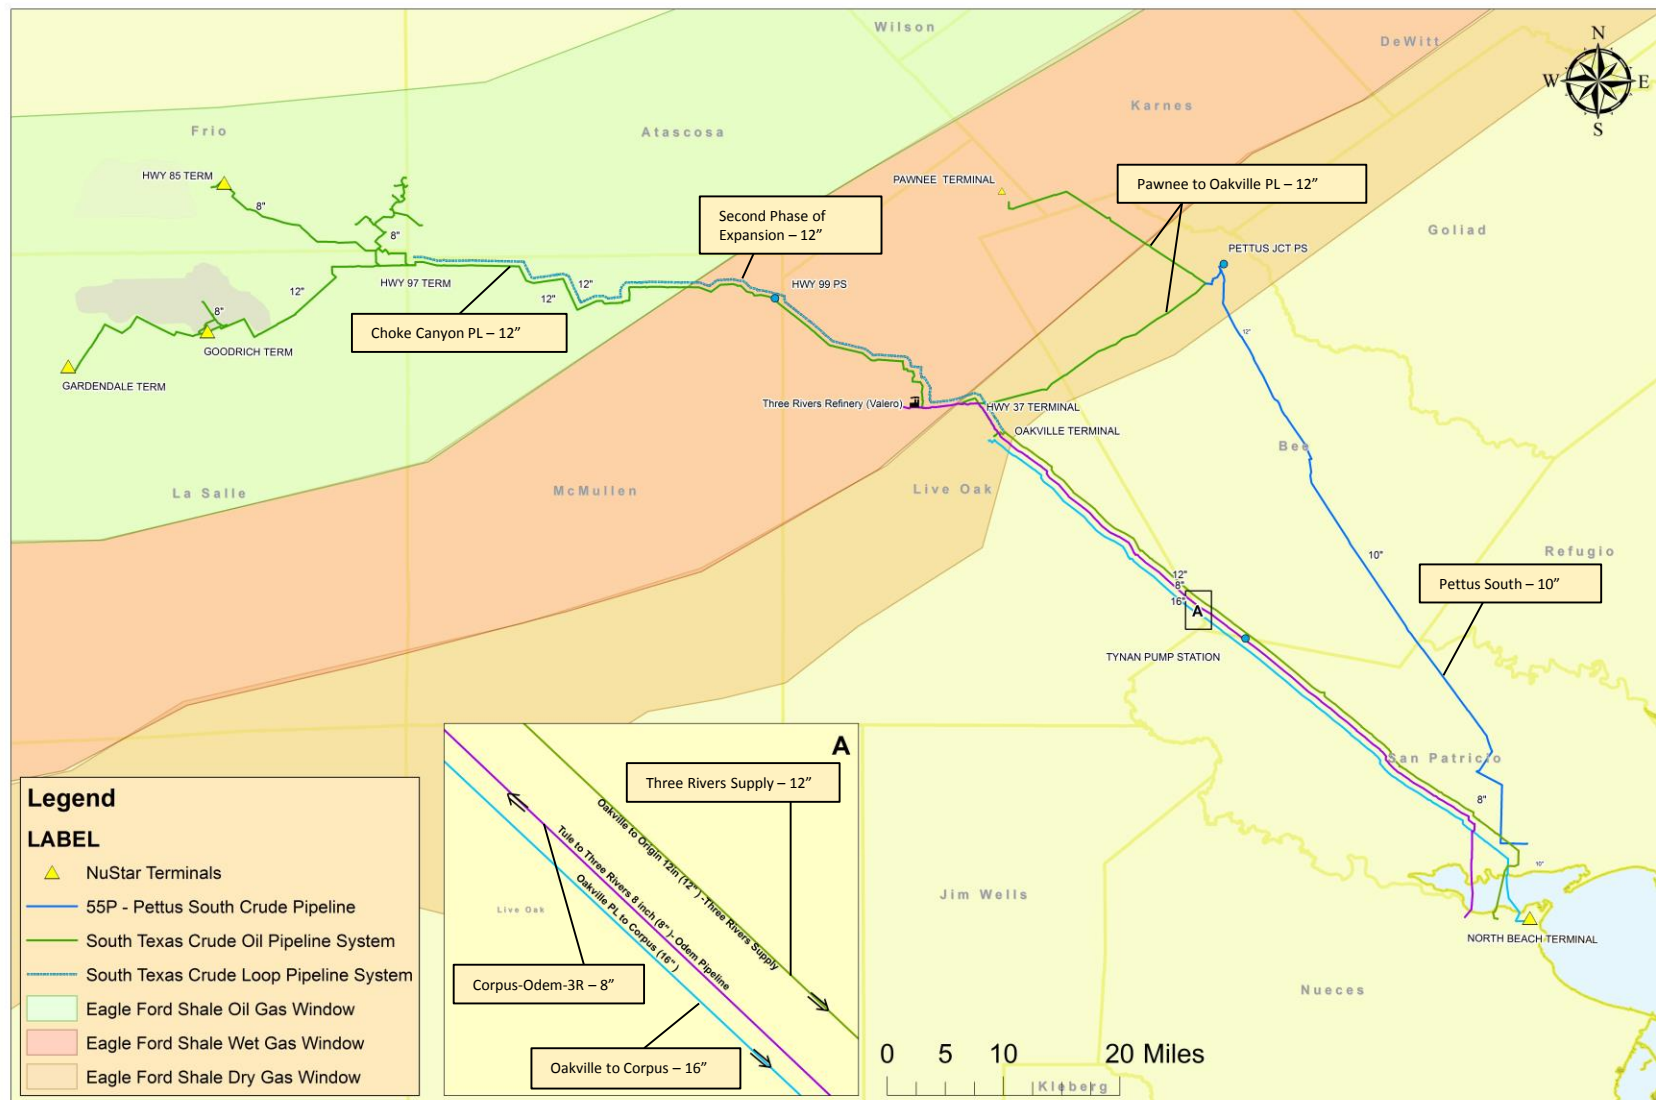 Wilson
DeWitt
N
W
E
S
Karnes
Frio
Atascosa
HWY 85 TERM
8"
PAWNEE TERMINAL
Pawnee to Oakville PL – 12”
Second Phase of
Expansion – 12”
Goliad
8"
PETTUS JCT PS
HWY 97 TERM
12"
12"
12"
HWY 99 PS
8"
Choke Canyon PL – 12”
12"
GOODRICH TERM
GARDENDALE TERM
Three Rivers Refinery (Valero)
HWY 37 TERMINAL
OAKVILLE TERMINAL
Bee
La Salle
McMullen
Live Oak
10"
Refugio
12"
8"
16"
A
Pettus South – 10”
TYNAN PUMP STATION
San Patricio
8"
10"
NORTH BEACH TERMINAL
Jim Wells
Nueces
Kleberg
0 5 10 20 Miles
A
Three Rivers Supply – 12”
Oakville to Origin 12in (12") -Three Rivers Supply
Tule to Three Rivers 8 inch (8")- Odem Pipeline
Oakville PL to Corpus (16")
Live Oak
Corpus-Odem-3R – 8”
Oakville to Corpus – 16”
Legend
LABEL
NuStar Terminals
55P - Pettus South Crude Pipeline
South Texas Crude Oil Pipeline System
South Texas Crude Loop Pipeline System
Eagle Ford Shale Oil Gas Window
Eagle Ford Shale Wet Gas Window
Eagle Ford Shale Dry Gas Window